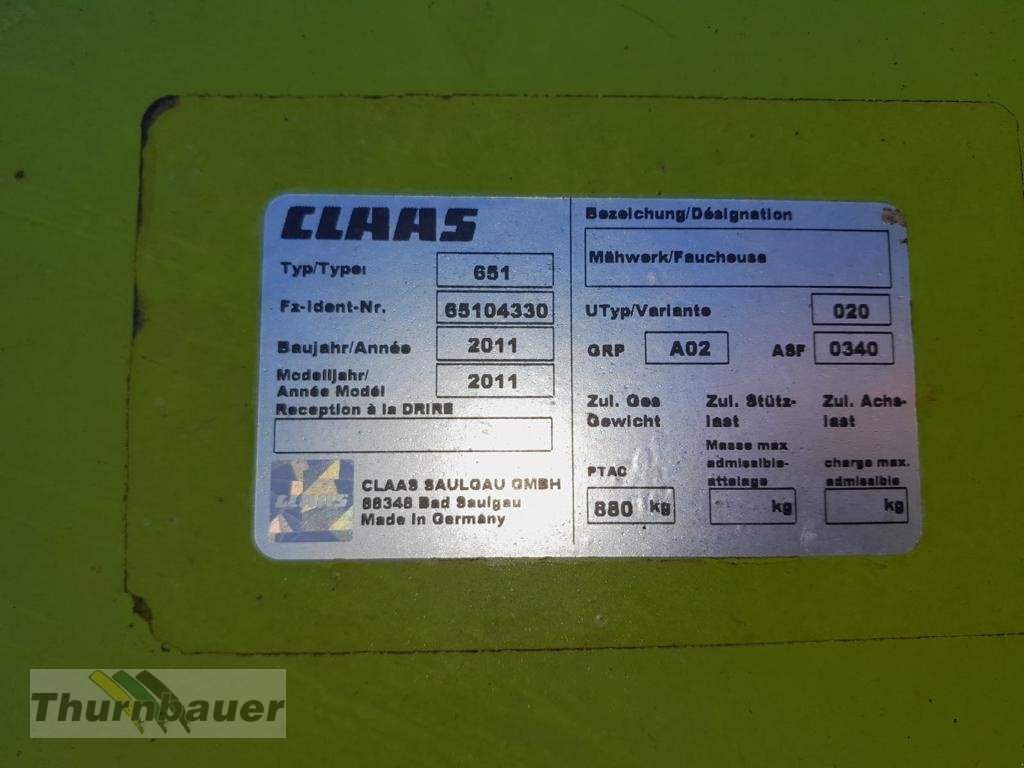 CLAAS
Typ/Type: 651
Fz-Ident-Nr. 65104330
Baujahr/Année 2011
Modelljahr/
Année Modél 2011
Reception à la DRIRE
CLAAS
CLAAS SAULGAU GMBH
88348 Bad Saulgau
Made in Germany
Bezeichung/Désignation
Mähwerk/Faucheuse
UTyp/Variante 020
GRP A02 ASF 0340
Zul. Ges Zul. Stütz- Zul. Achs-
Gewicht last last
Masse max
PTAC admissible- charge max.
attelage admissible
880 kg kg kg
Thurnbauer